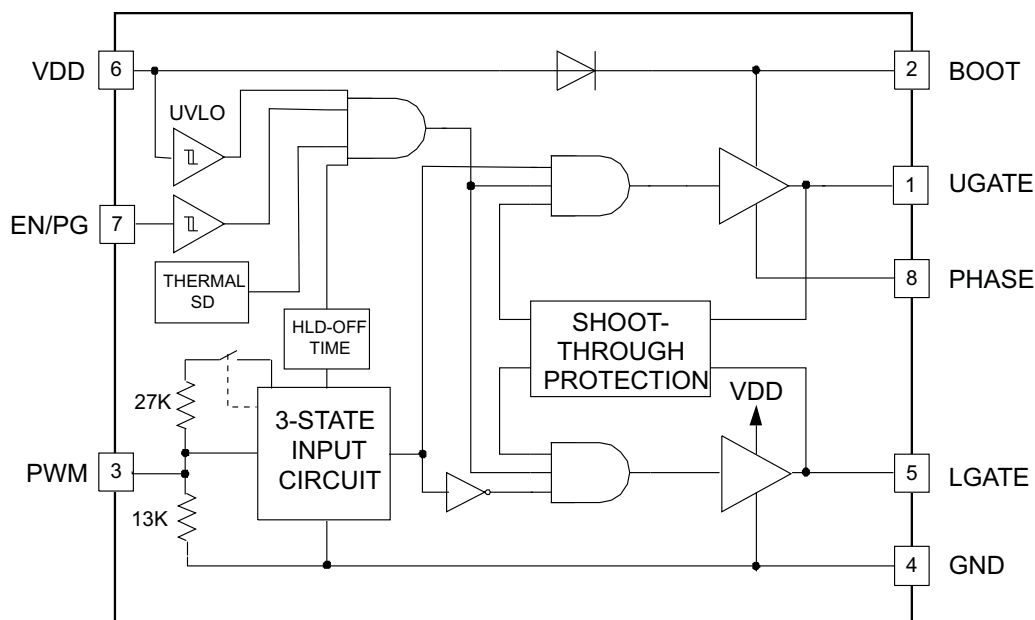 VDD
6
2
BOOT
UVLO
1
UGATE
EN/PG
7
THERMAL
SD
8
PHASE
HLD-OFF
TIME
SHOOT-
THROUGH
PROTECTION
27K
VDD
3-STATE
INPUT
CIRCUIT
PWM
3
5
LGATE
13K
4
GND